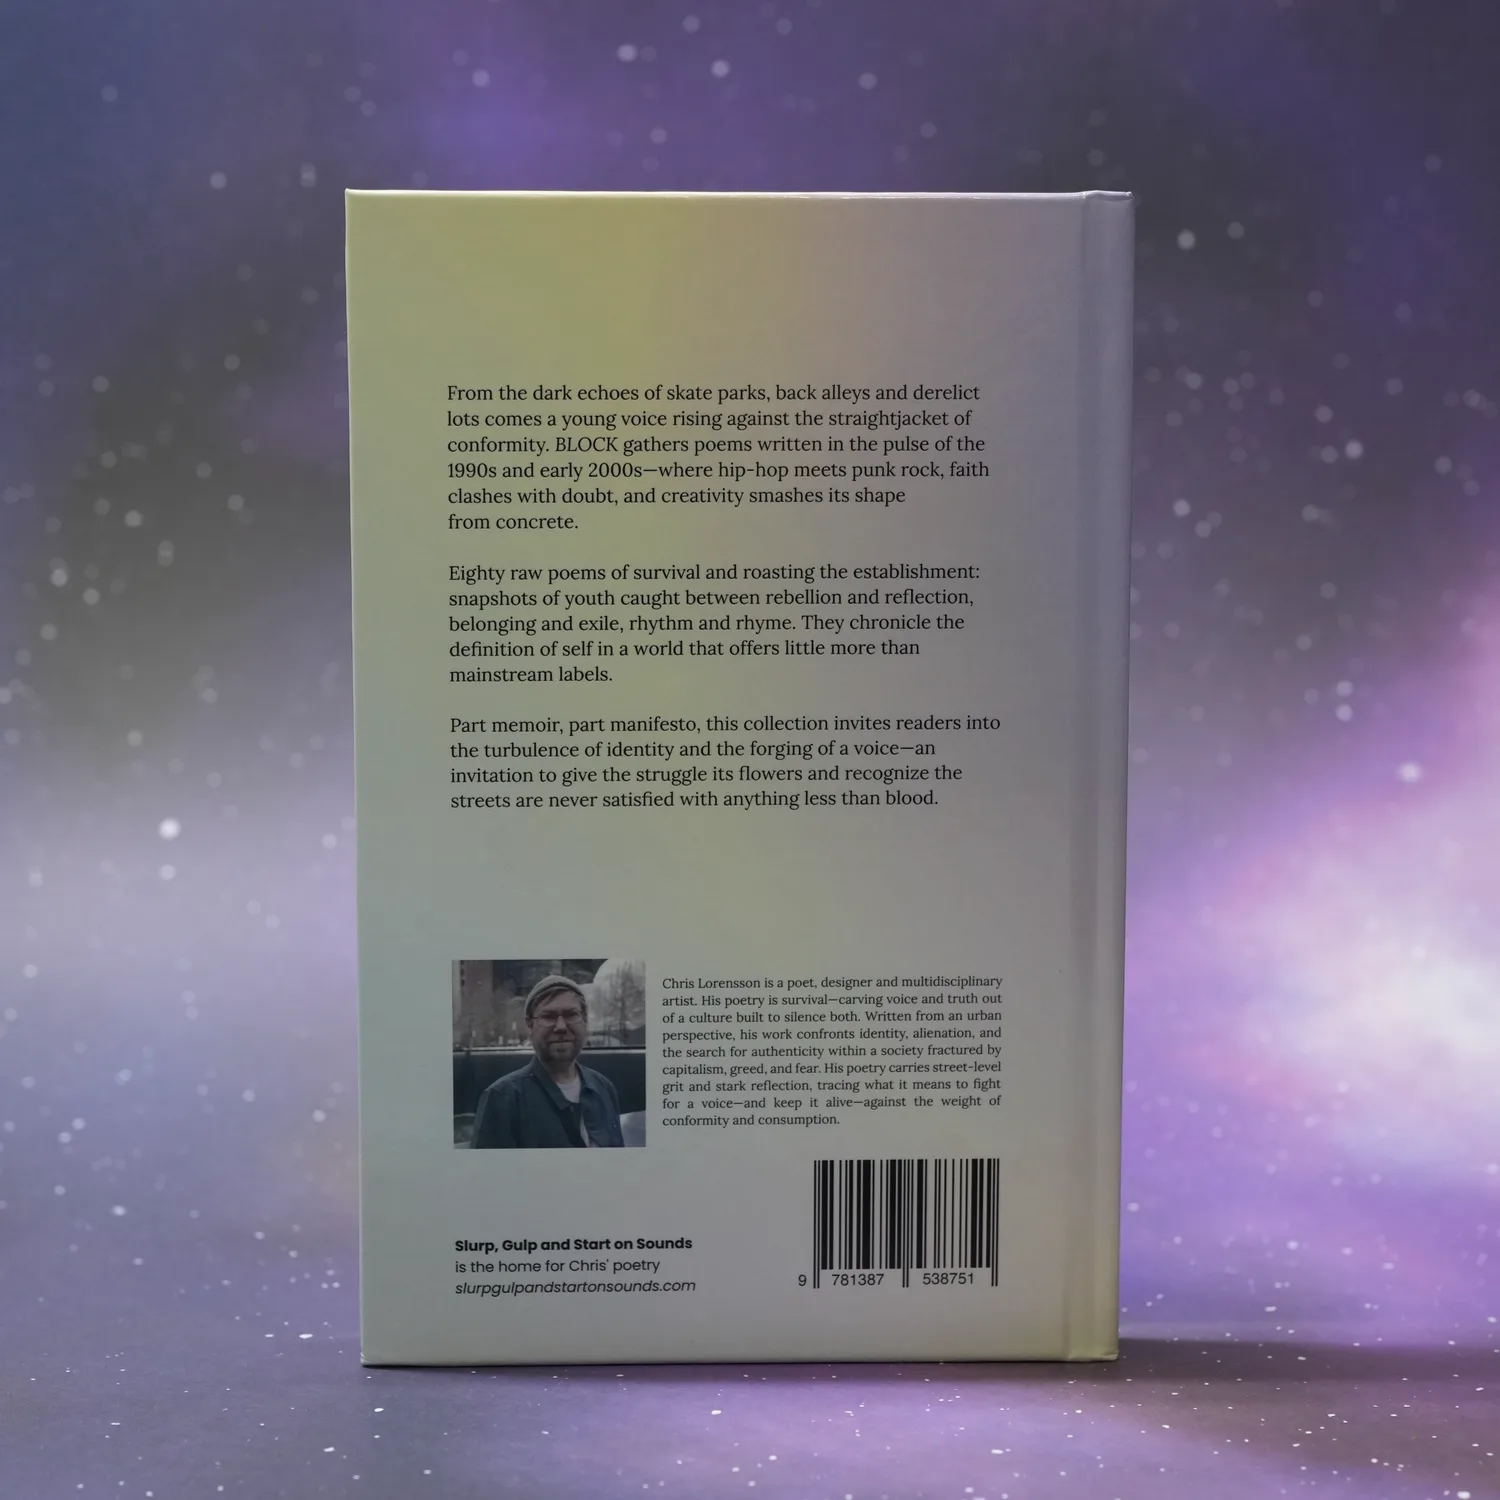 From the dark echoes of skate parks, back alleys and derelict
lots comes a young voice rising against the straightjacket of
conformity. BLOCK gathers poems written in the pulse of the
1990s and early 2000s—where hip-hop meets punk rock, faith
clashes with doubt, and creativity smashes its shape
from concrete.
Eighty raw poems of survival and roasting the establishment:
snapshots of youth caught between rebellion and reflection,
belonging and exile, rhythm and rhyme. They chronicle the
definition of self in a world that offers little more than
mainstream labels.
Part memoir, part manifesto, this collection invites readers into
the turbulence of identity and the forging of a voice—an
invitation to give the struggle its flowers and recognize the
streets are never satisfied with anything less than blood.
Chris Lorensson is a poet, designer and multidisciplinary
artist. His poetry is survival—carving voice and truth out
of a culture built to silence both. Written from an urban
perspective, his work confronts identity, alienation, and
the search for authenticity within a society fractured by
capitalism, greed, and fear. His poetry carries street-level
grit and stark reflection, tracing what it means to fight
for a voice—and keep it alive—against the weight of
conformity and consumption.
Slurp, Gulp and Start on Sounds
is the home for Chris' poetry
slurpgulpandstartonsounds.com
9 781387 538751